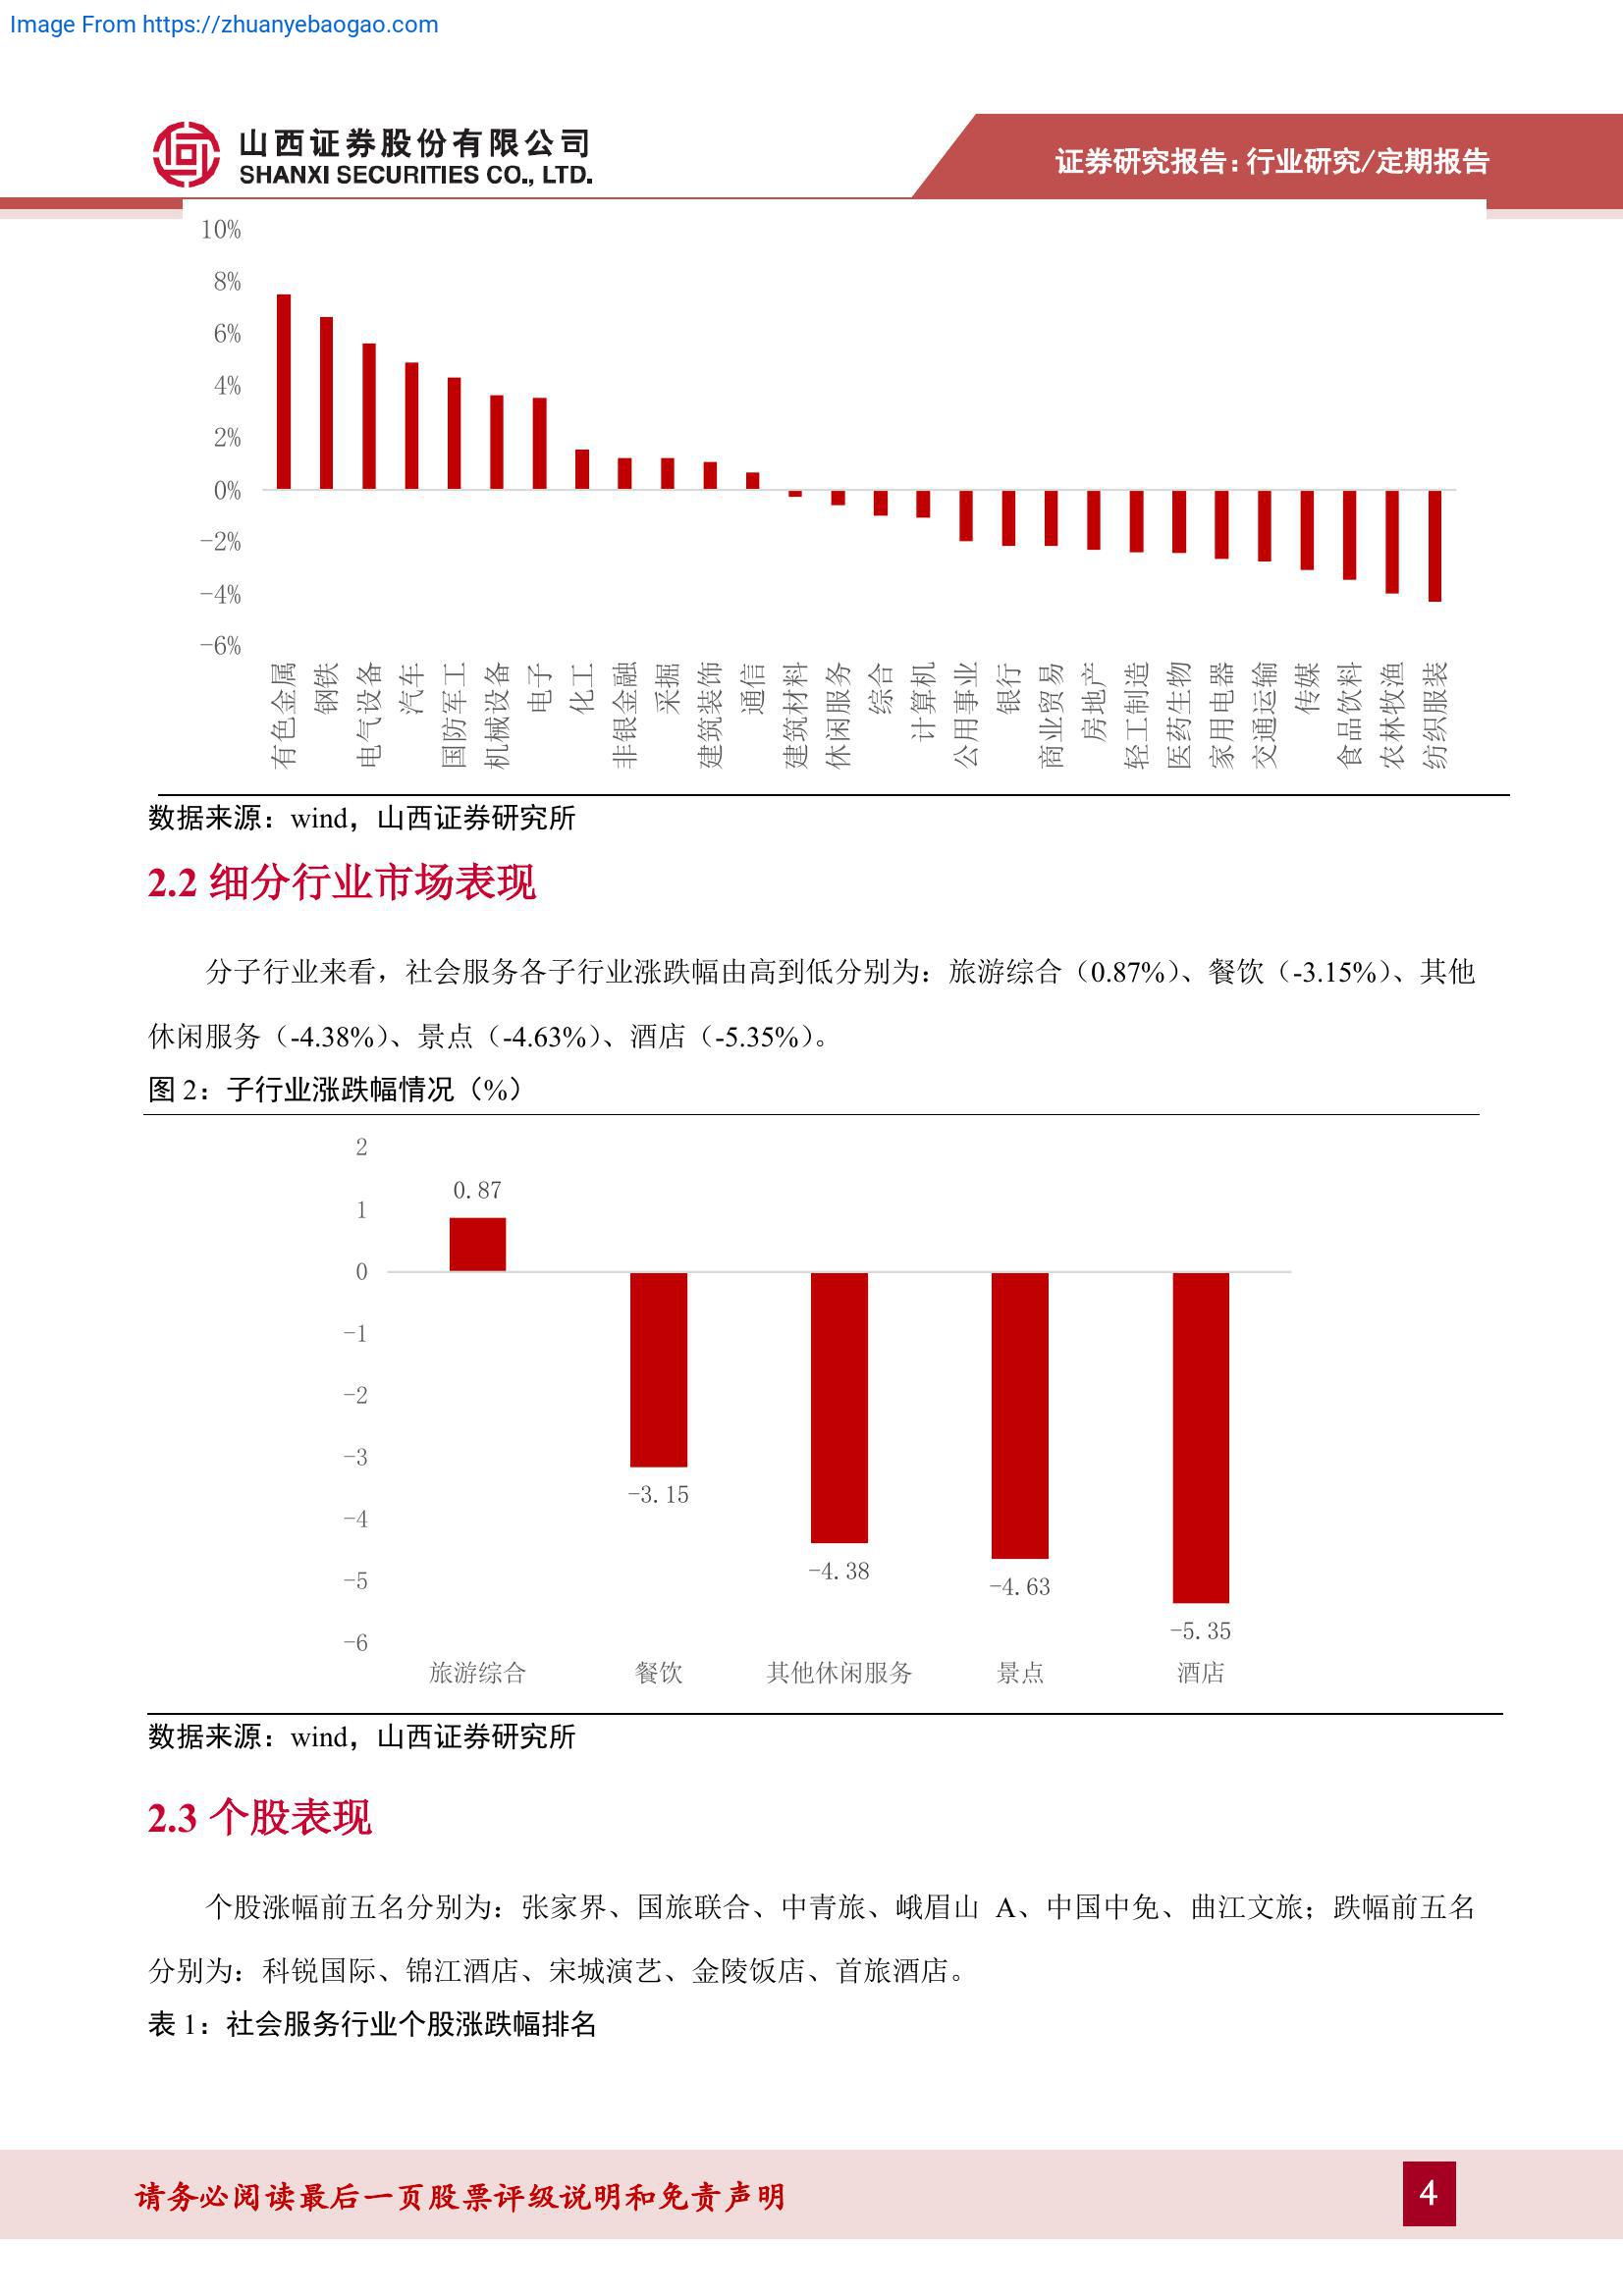 Image From https://zhuanyebaogao.com
山西证券股份有限公司
SHANXI SECURITIES CO., LTD.
证券研究报告：行业研究/定期报告
10%
8%
6%
4%
2%
0%
-2%
-4%
-6%
有色金属
钢铁
电气设备
汽车
国防军工
机械设备
电子
化工
非银金融
采掘
建筑装饰
通信
建筑材料
休闲服务
综合
计算机
公用事业
银行
商业贸易
房地产
轻工制造
医药生物
家用电器
交通运输
传媒
食品饮料
农林牧渔
纺织服装
数据来源：wind，山西证券研究所
2.2 细分行业市场表现
分子行业来看，社会服务各子行业涨跌幅由高到低分别为：旅游综合（0.87%）、餐饮（-3.15%）、其他
休闲服务（-4.38%）、景点（-4.63%）、酒店（-5.35%）。
图 2：子行业涨跌幅情况（%）
2
1
0
-1
-2
-3
-4
-5
-6
0.87
-3.15
-4.38
-4.63
-5.35
旅游综合
餐饮
其他休闲服务
景点
酒店
数据来源：wind，山西证券研究所
2.3 个股表现
个股涨幅前五名分别为：张家界、国旅联合、中青旅、峨眉山 A、中国中免、曲江文旅；跌幅前五名
分别为：科锐国际、锦江酒店、宋城演艺、金陵饭店、首旅酒店。
表 1：社会服务行业个股涨跌幅排名
请务必阅读最后一页股票评级说明和免责声明
4